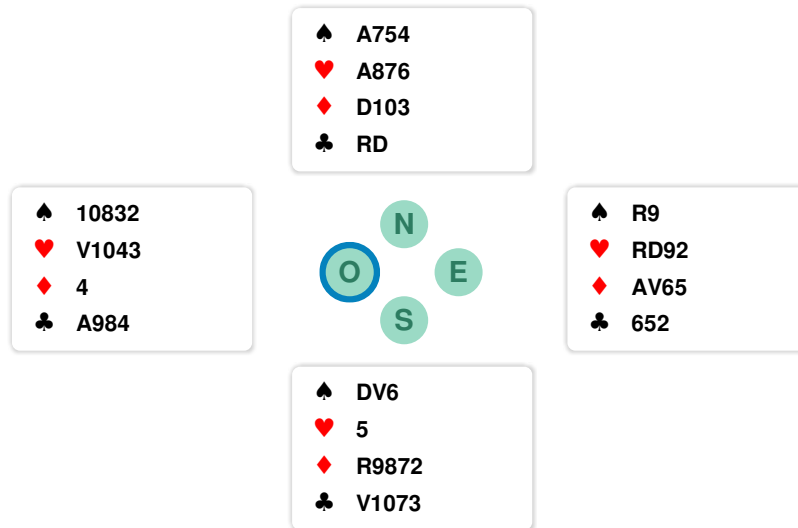 ♠ A754
♥ A876
♦ D103
♣ RD
♠ 10832
♥ V1043
♦ 4
♣ A984
N
O E
S
♠ R9
♥ RD92
♦ AV65
♣ 652
♠ DV6
♥ 5
♦ R9872
♣ V1073